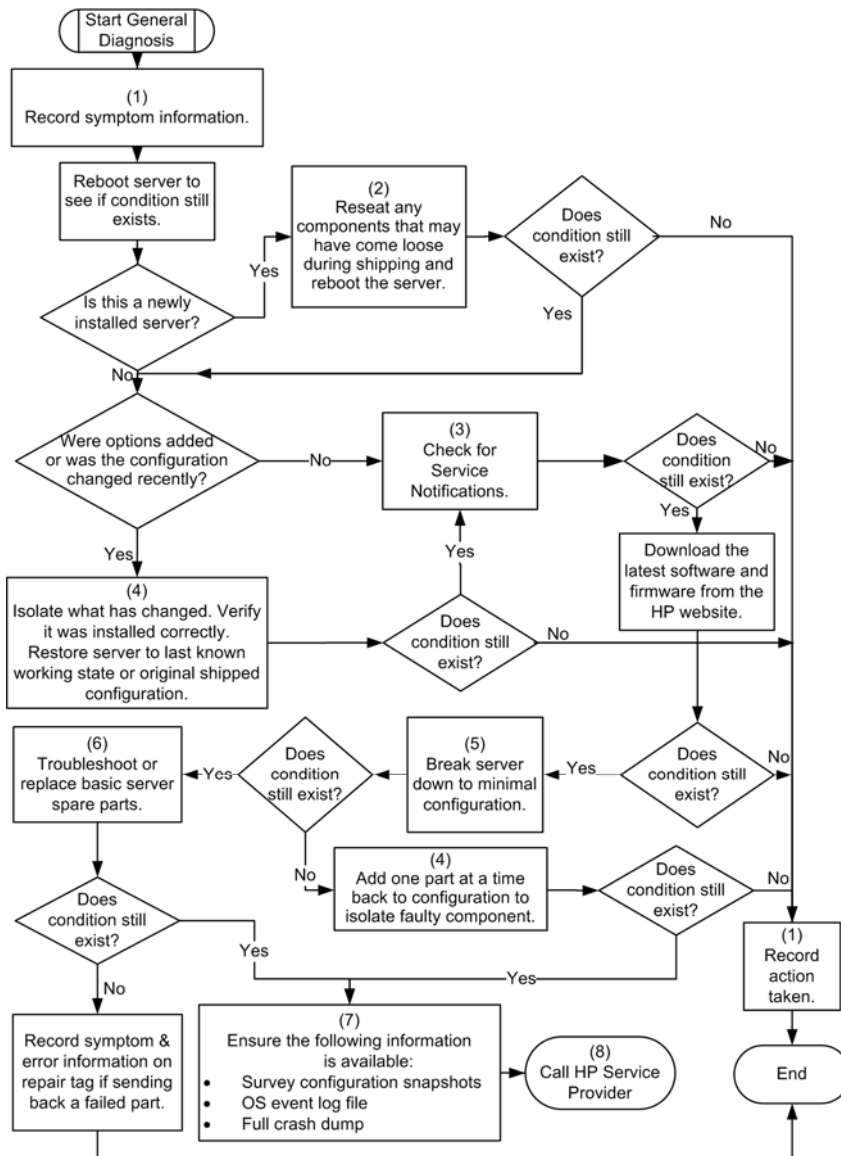 Start General
Diagnosis
(1)
Record symptom information.
Reboot server to
see if condition still
exists.
(2)
Reseat any
components that may
have come loose
during shipping and
reboot the server.
Does
condition still
exist?
No
Yes
Yes
Is this a newly
installed server?
No
Were options added
or was the configuration
changed recently?
No
(3)
Check for
Service
Notifications.
Does
condition
still exist?
No
Yes
Yes
Yes
Download the
latest software and
firmware from the
HP website.
(4)
Isolate what has changed. Verify
it was installed correctly.
Restore server to last known
working state or original shipped
configuration.
Does
condition still
exist?
No
(6)
Troubleshoot or
replace basic server
spare parts.
Yes
Does
condition
still exist?
(5)
Break server
down to minimal
configuration.
Yes
Does
condition still
exist?
No
No
(4)
Add one part at a time
back to configuration to
isolate faulty component.
Does
condition still
exist?
No
Does
condition still
exist?
Yes
Yes
No
(1)
Record
action
taken.
Record symptom &
error information on
repair tag if sending
back a failed part.
(7)
Ensure the following information
is available:
• Survey configuration snapshots
• OS event log file
• Full crash dump
(8)
Call HP Service
Provider
End